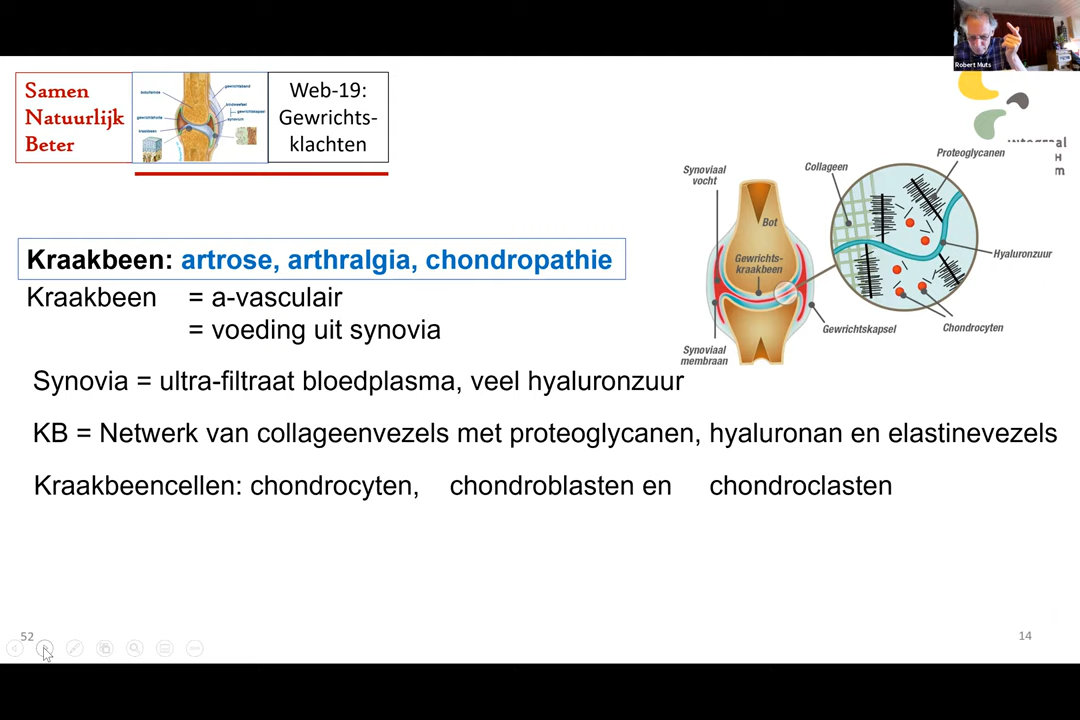 Robert Muts
Samen
Natuurlijk
Beter
Web-19:
Gewrichts-
klachten
Kraakbeen: artrose, arthralgia, chondropathie
Kraakbeen = a-vasculair
= voeding uit synovia
Synovia = ultra-filtraat bloedplasma, veel hyaluronzuur
KB = Netwerk van collageenvezels met proteoglycanen, hyaluronan en elastinevezels
Kraakbeencellen: chondrocyten, chondroblasten en chondroclasten
Synoviaal
vocht
Bot
Gewrichts-
kraakbeen
Synoviaal
membraan
Gewrichtskapsel
Collageen
Proteoglycanen
Hyaluronzuur
Chondrocyten
52
14